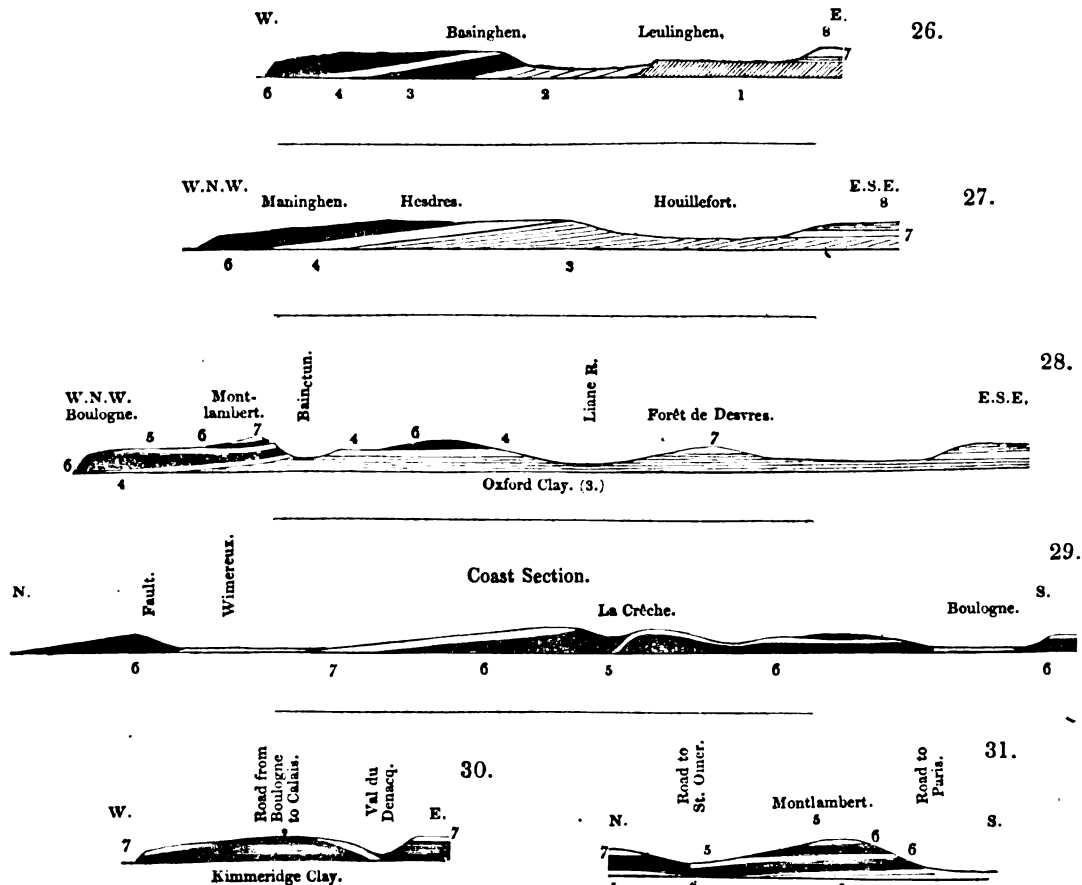 W. E.
Basinghen. Leulinghen. 8 26.
7
6 4 3 2 1
W.N.W. E.S.E.
Maninghen. Hesdres. Houillefort. 8 27.
7
6 4 3
28.
W.N.W. Mont- Bainctun. Liane R. E.S.E.
Boulogne. lambert. Forêt de Desvres.
5 6 7 4 6 4 7
6
4 Oxford Clay. (3.)
29.
N. Fault. Wimereux. Coast Section. S.
La Crêche. Boulogne.
6 7 6 5 6 6
30.
W. Road from
Boulogne
to Calais. Val du
Denacq. E.
7 7
Kimmeridge Clay.
31.
Road to
St. Omer. Road to
Paris.
N. Montlambert. S.
7 5 5 6 6